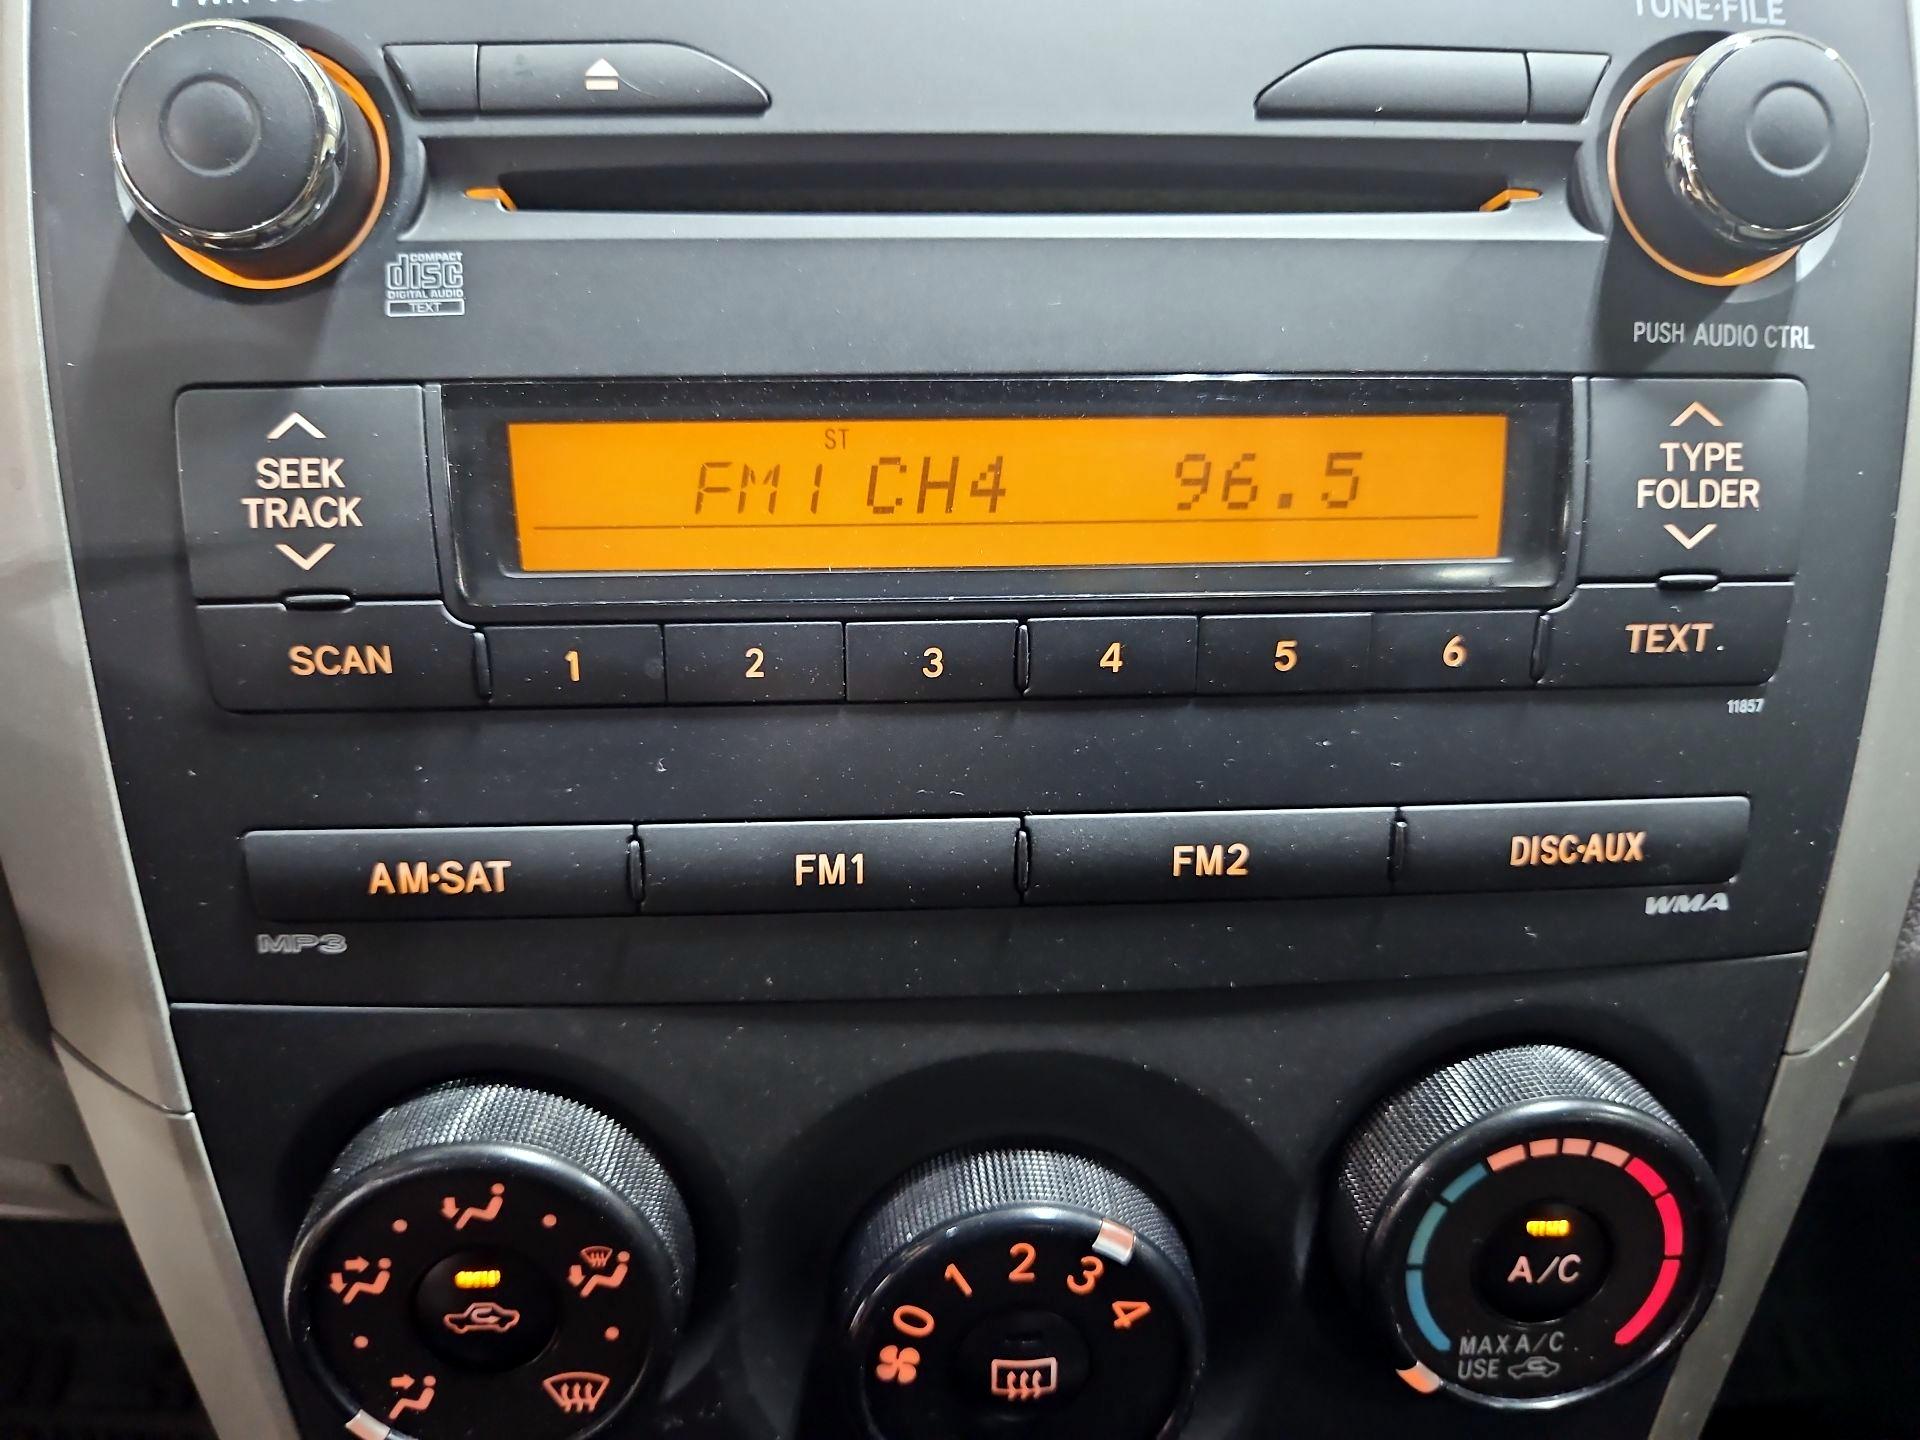 PWR·VOL
TUNE·FILE
COMPACT
disc
DIGITAL AUDIO
TEXT
PUSH AUDIO CTRL
SEEK
TRACK
ST
FM1 CH4 96.5
TYPE
FOLDER
SCAN
1 2 3 4 5 6
TEXT
11857
AM·SAT FM1 FM2 DISC·AUX
MP3
WMA
0 1 2 3 4
A/C
MAX A/C
USE